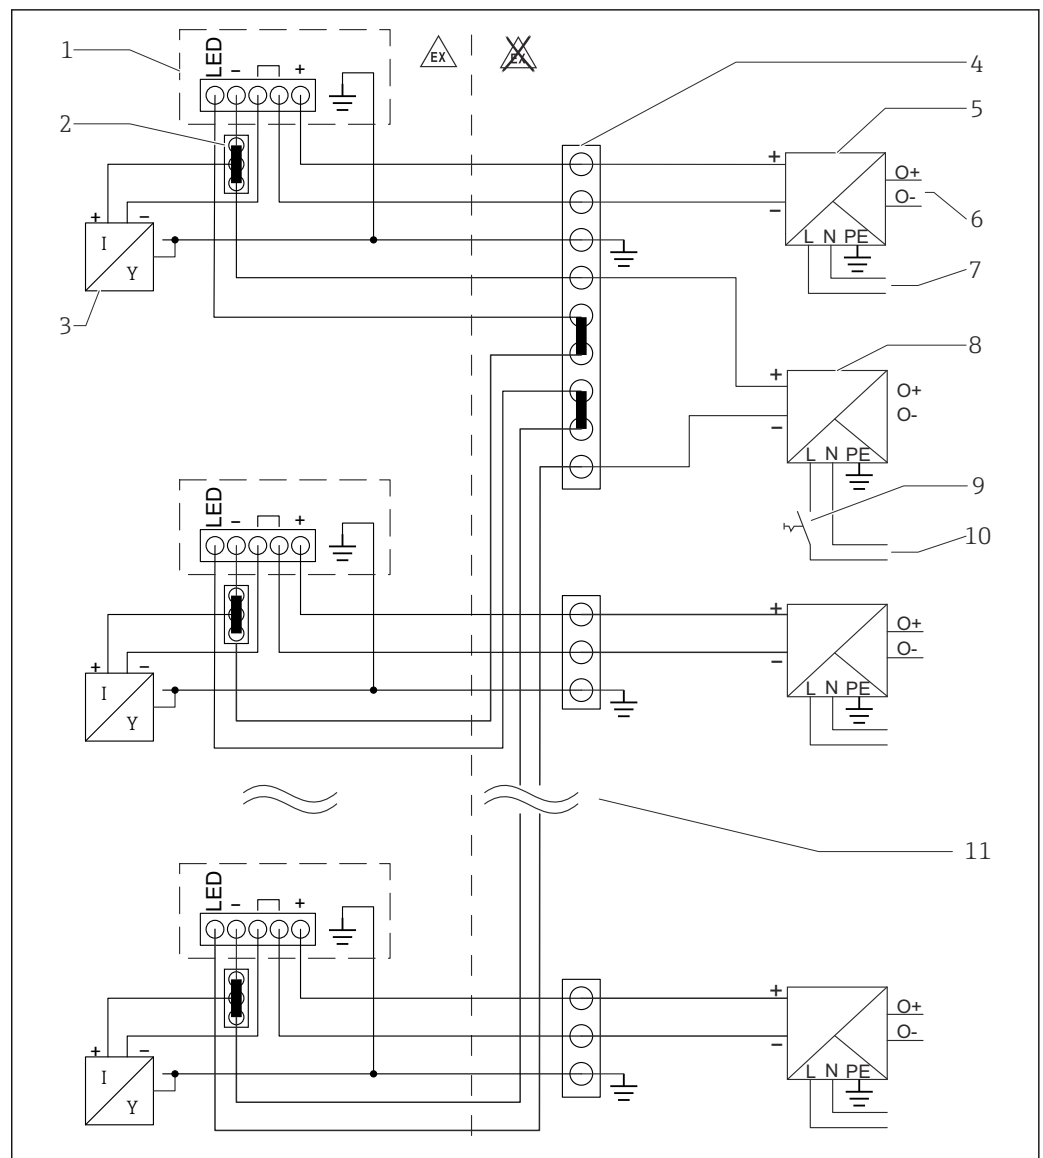 1
LED
−
+
EX
EX
4
2
5
+
O+
O-
6
−
+
−
L N PE
I
Y
7
3
8
+
O+
O-
−
L N PE
9
10
LED
−
+
+
O+
O-
−
+
−
L N PE
I
Y
11
LED
−
+
+
O+
O-
−
+
−
L N PE
I
Y